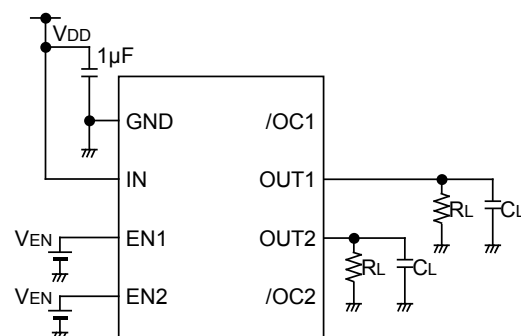 VDD
1µF
GND /OC1
IN OUT1
RL CL
VEN EN1 OUT2
RL CL
VEN EN2 /OC2